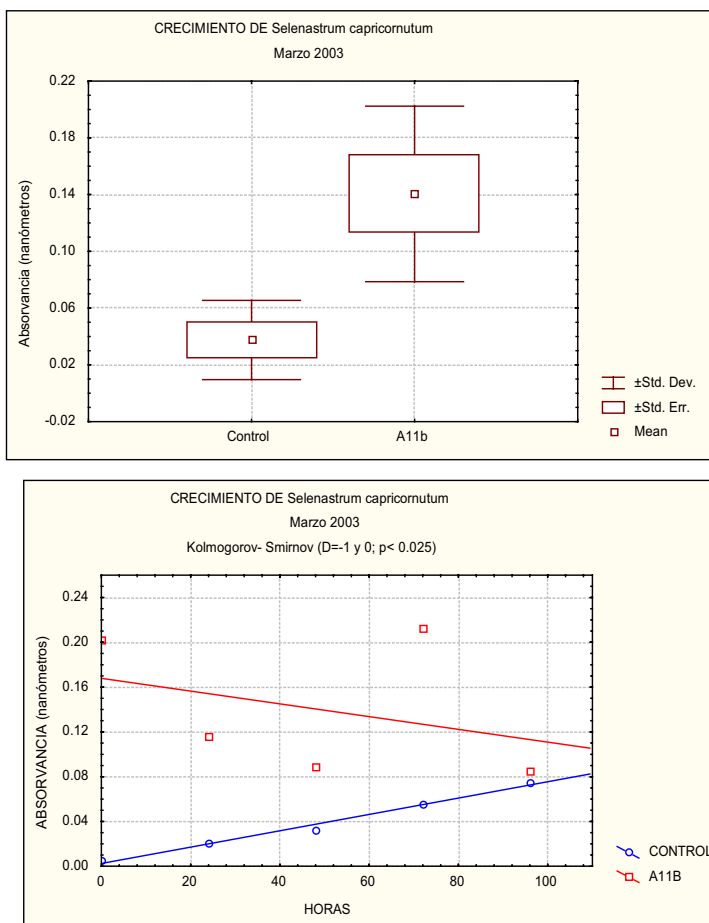 CRECIMIENTO DE Selenastrum capricornutum
Marzo 2003
Absorvancia (nanómetros)
0.22
0.18
0.14
0.10
0.06
0.02
-0.02
Control
A11b
±Std. Dev.
±Std. Err.
Mean
CRECIMIENTO DE Selenastrum capricornutum
Marzo 2003
Kolmogorov- Smirnov (D=-1 y 0; p< 0.025)
ABSORVANCIA (nanómetros)
0.24
0.20
0.16
0.12
0.08
0.04
0.00
0
20
40
60
80
100
HORAS
CONTROL
A11B